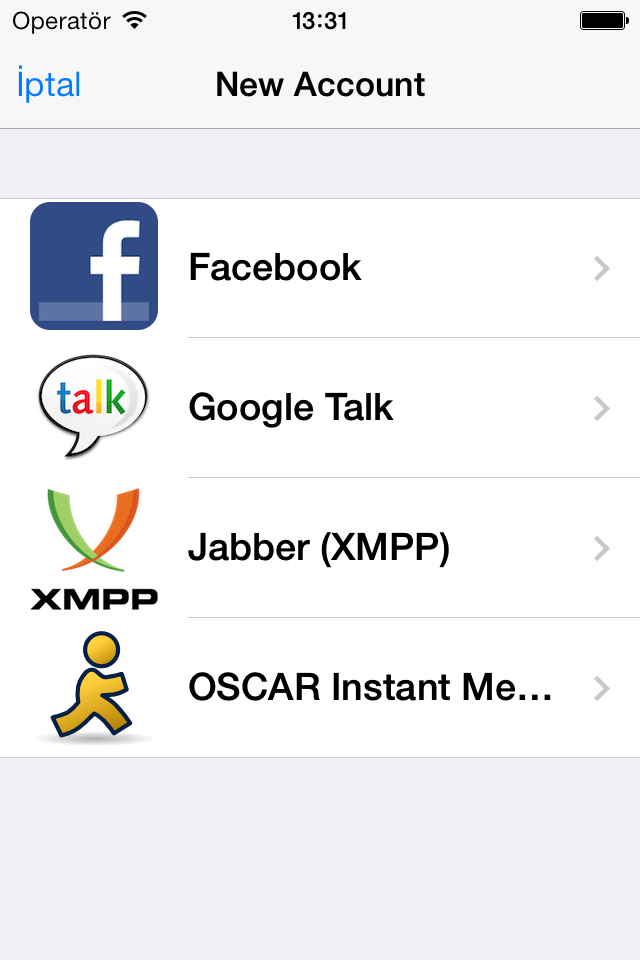 Operatör 13:31
İptal New Account
f Facebook
talk Google Talk
Jabber (XMPP)
XMPP
OSCAR Instant Me...